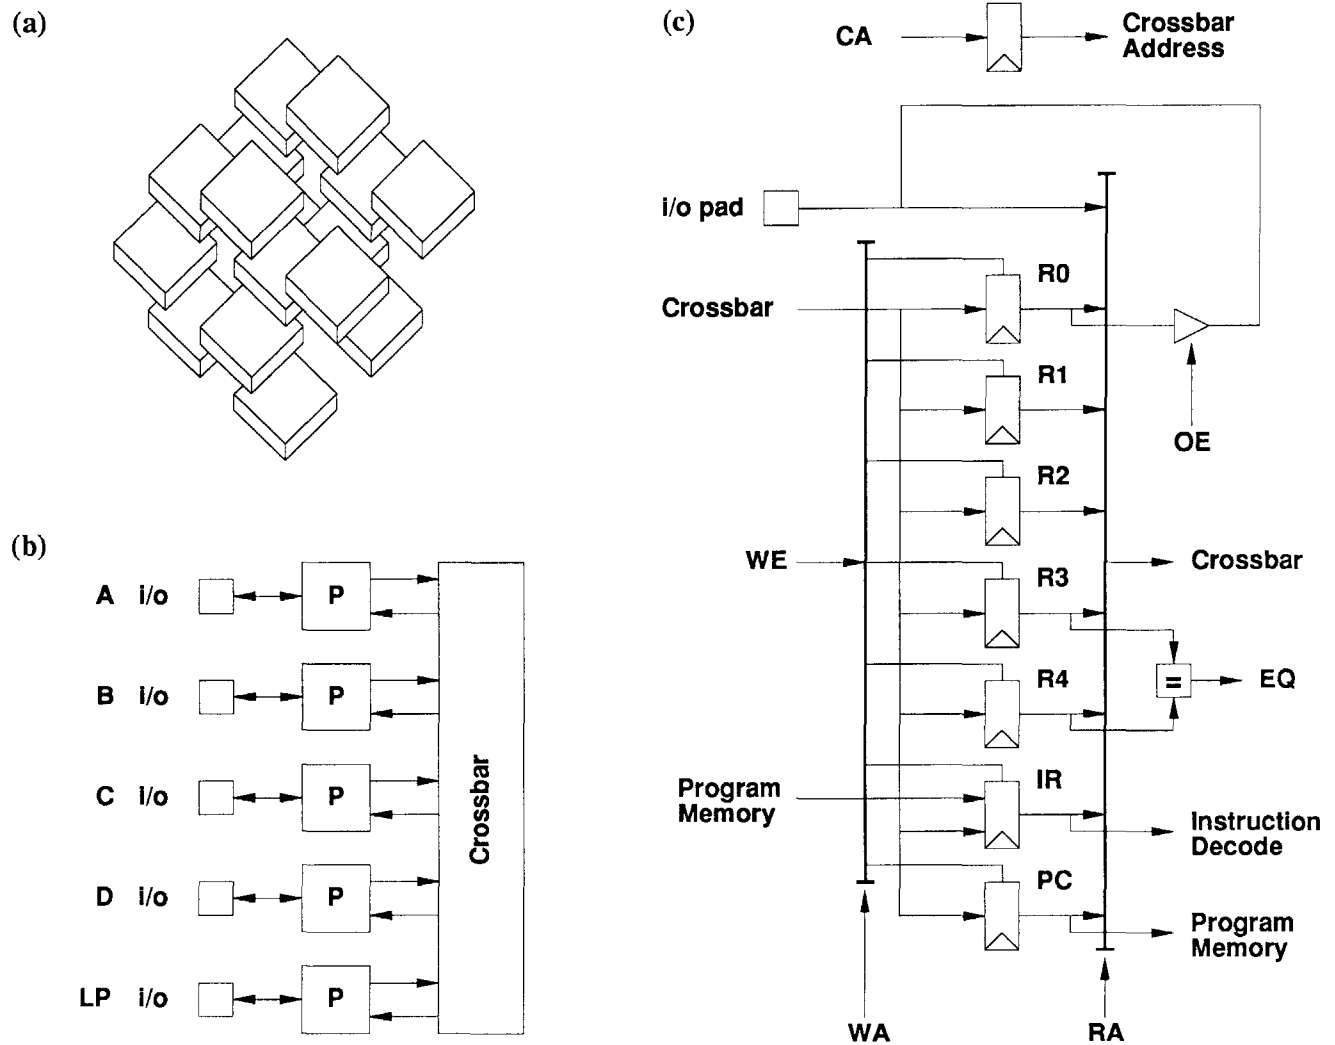 (a)
(b)
A i/o P
B i/o P
C i/o P
D i/o P
LP i/o P
Crossbar
(c)
CA
Crossbar
Address
i/o pad
R0
Crossbar
R1
OE
R2
WE
R3
Crossbar
R4
=
EQ
Program
Memory
IR
Instruction
Decode
PC
Program
Memory
WA
RA